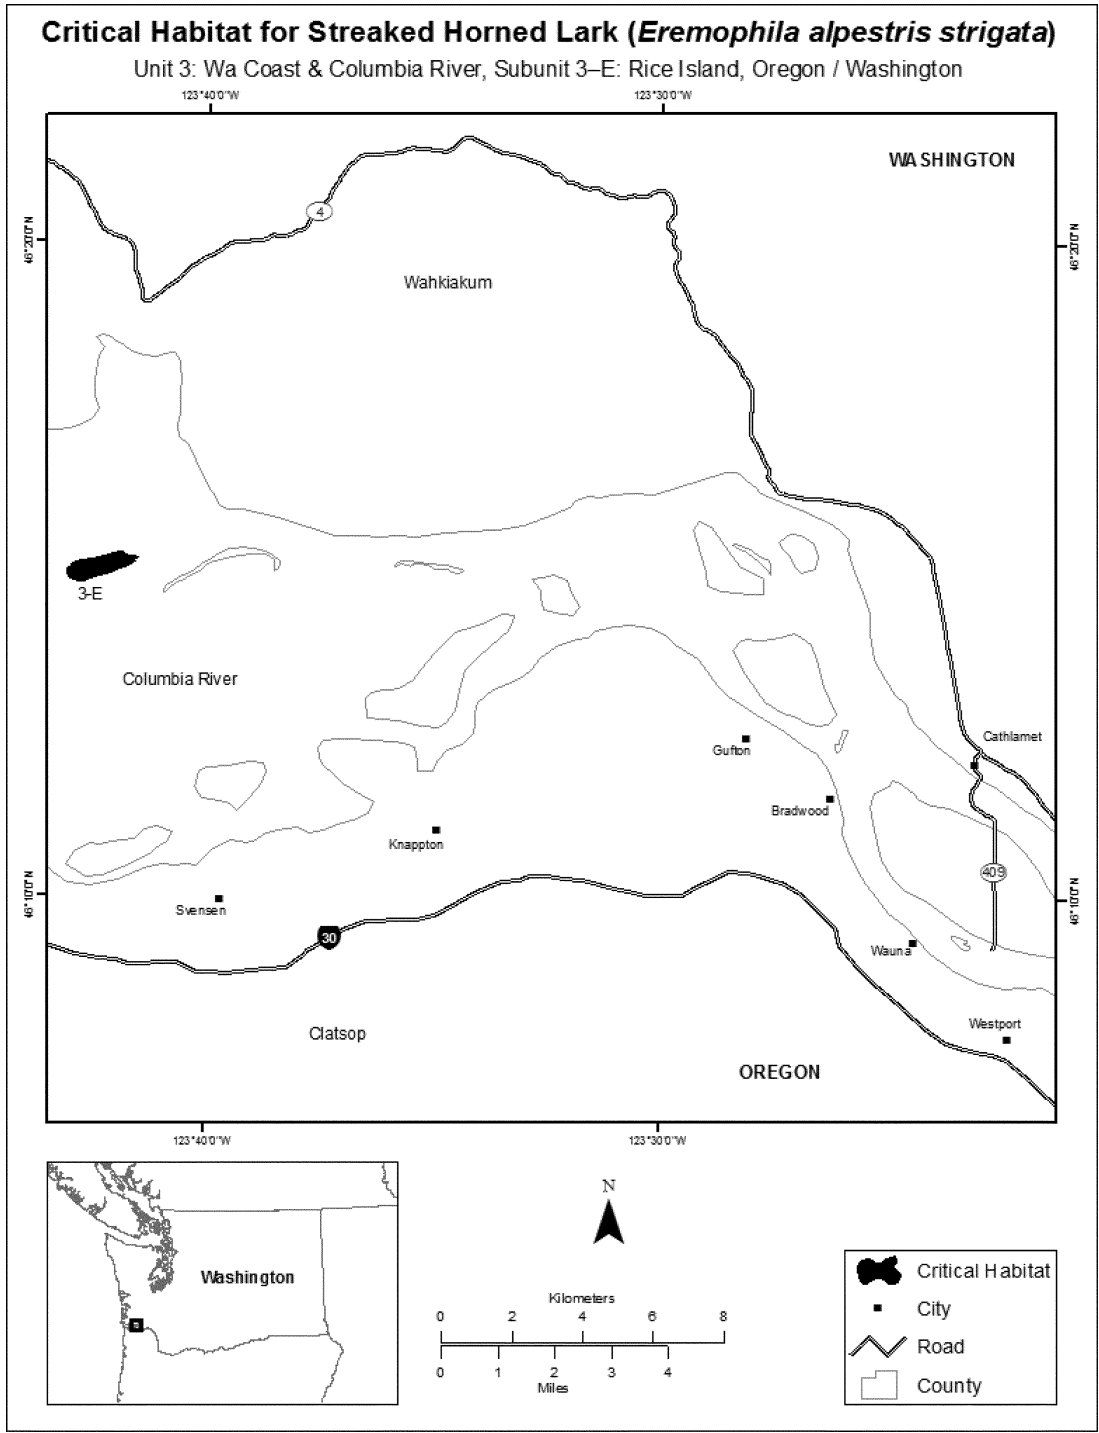 Critical Habitat for Streaked Horned Lark (Eremophila alpestris strigata)
Unit 3: Wa Coast & Columbia River, Subunit 3–E: Rice Island, Oregon / Washington
123°40'0"W
123°30'0"W
WASHINGTON
4
46°20'0"N
46°20'0"N
Wahkiakum
3-E
Columbia River
Cathlamet
Gufton
Bradwood
Knappton
409
46°10'0"N
46°10'0"N
Svensen
30
Wauna
Westport
Clatsop
OREGON
123°40'0"W
123°30'0"W
N
Washington
Kilometers
0 2 4 6 8
0 1 2 3 4
Miles
Critical Habitat
City
Road
County